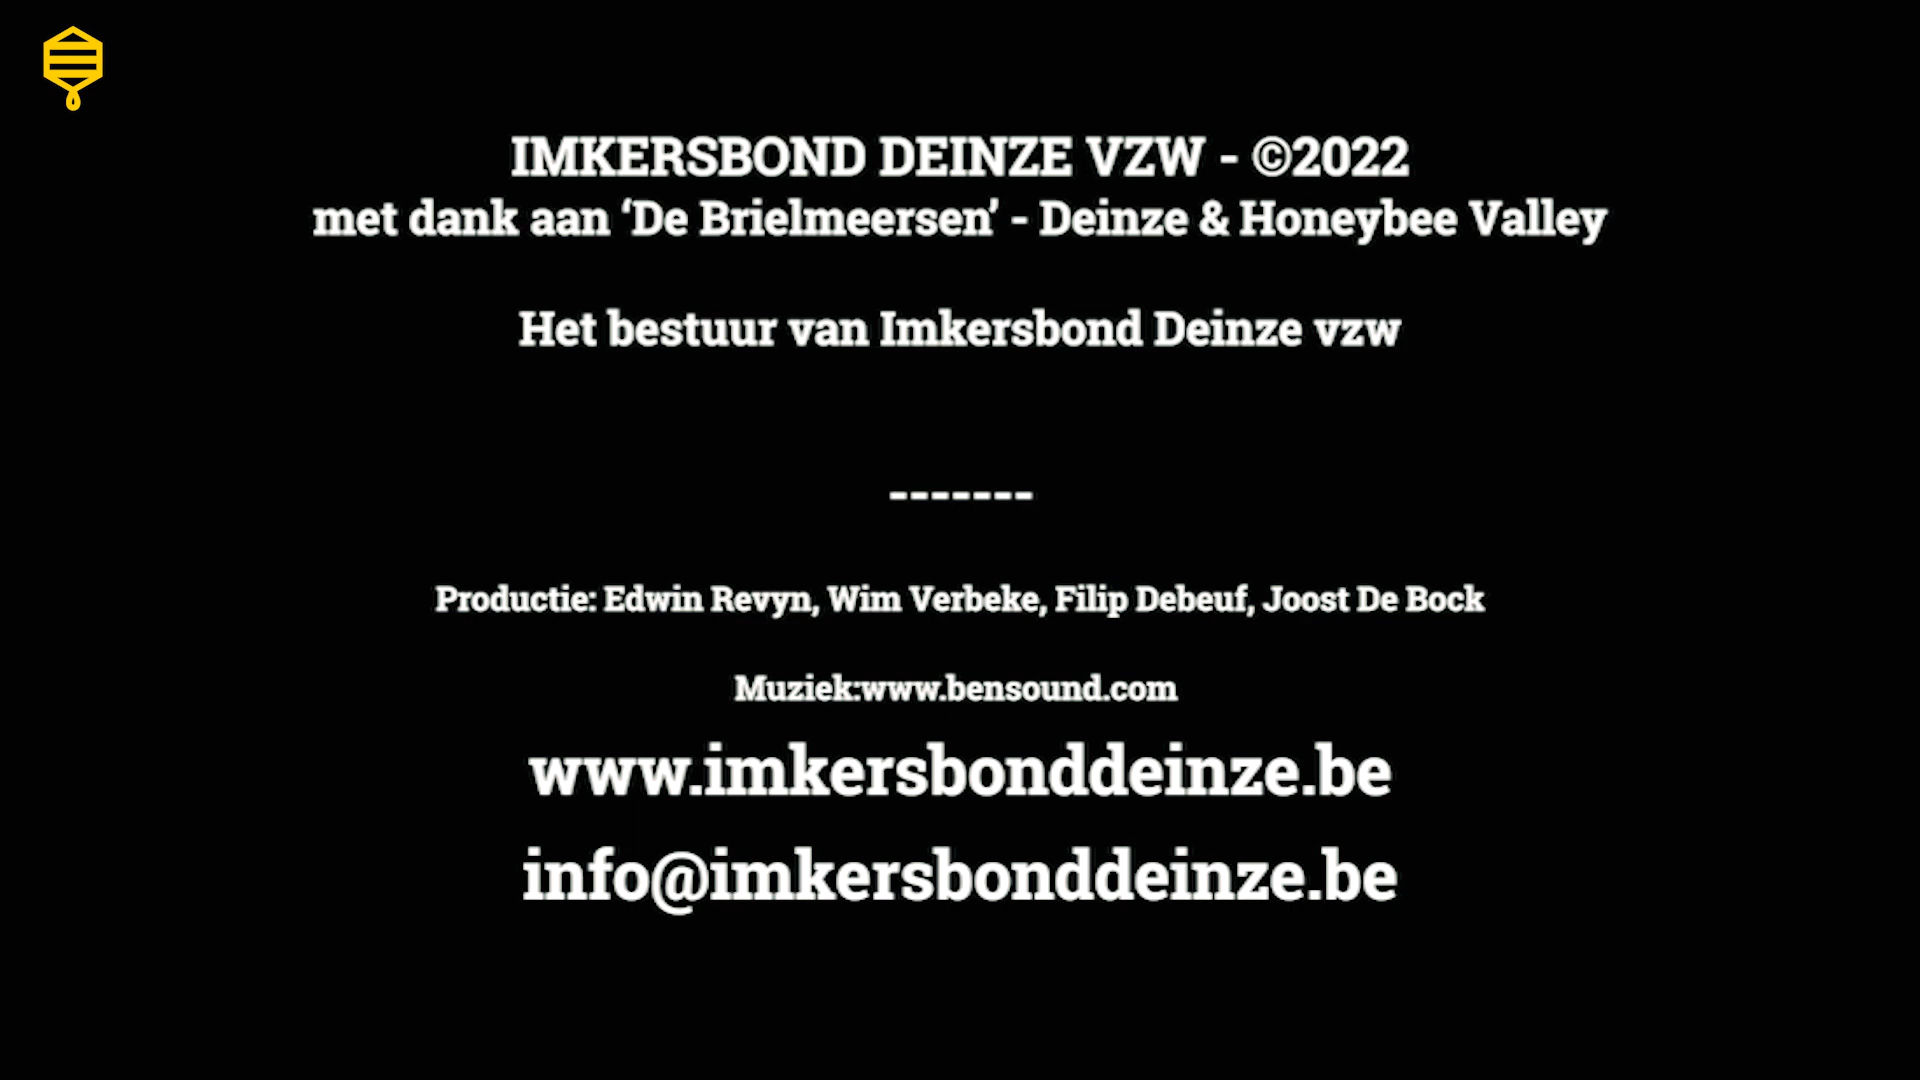 IMKERSBOND DEINZE VZW - ©2022
met dank aan ‘De Brielmeersen’ - Deinze & Honeybee Valley
Het bestuur van Imkersbond Deinze vzw
-------
Productie: Edwin Revyn, Wim Verbeke, Filip Debeuf, Joost De Bock
Muziek:www.bensound.com
www.imkersbonddeinze.be
info@imkersbonddeinze.be